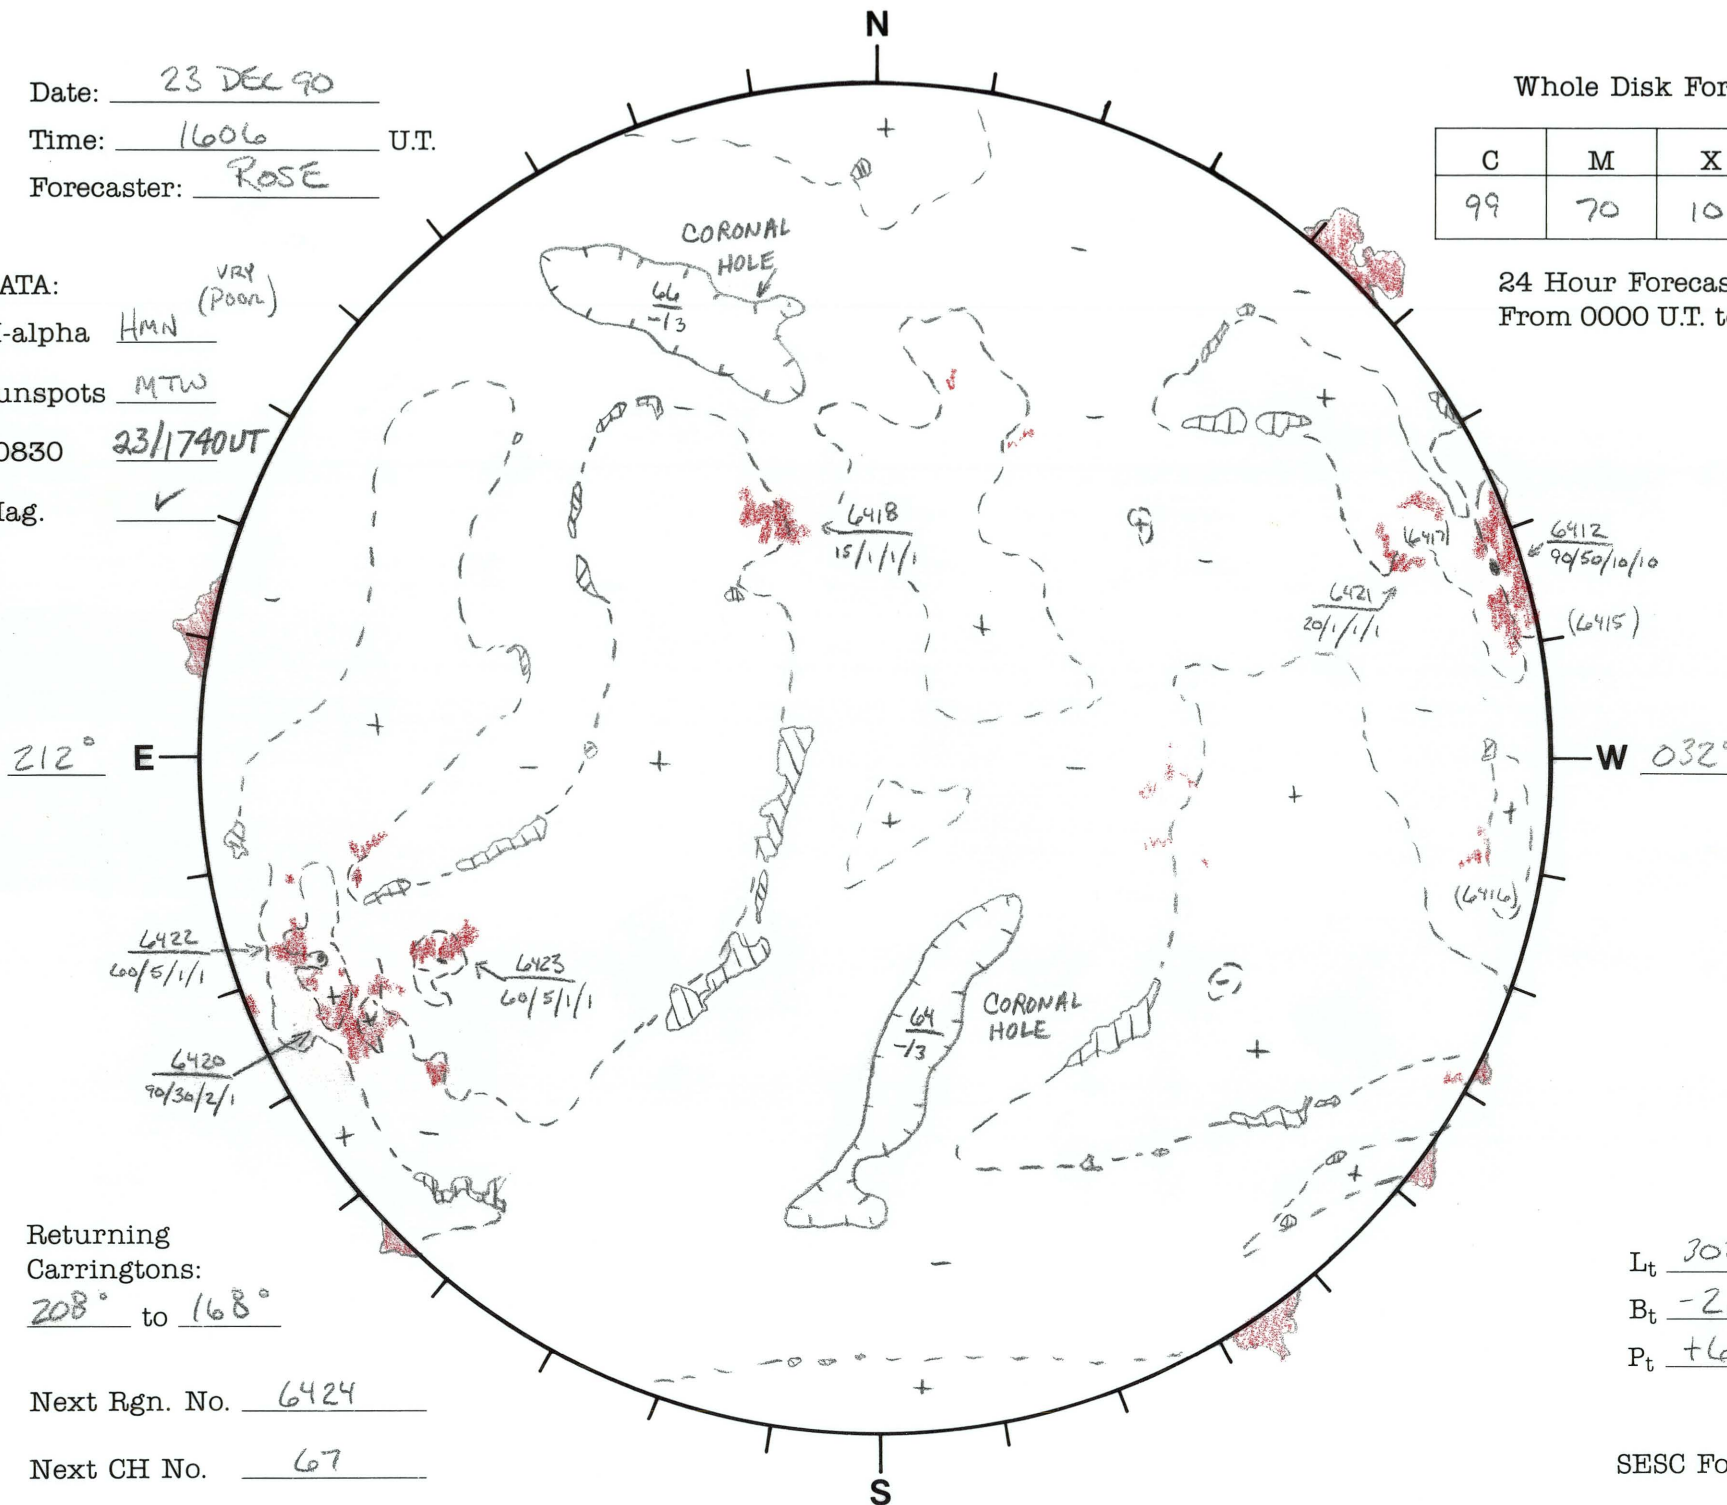 N
Date: 23 DEC 90
Time: 1606 U.T.
Forecaster: ROSE
Whole Disk For
C M X
99 70 10
24 Hour Forecas
From 0000 U.T. t
ATA:
VRY
(POOR)
-alpha HMN
unspots MTW
0830 23/1740UT
ag. ✓
CORONAL
HOLE
66
-/3
6418
15/1/1/1
(6417)
6412
90/50/10/10
6421
20/1/1/1
(6415)
212° E
W 032°
(6416)
6422
60/5/1/1
6423
60/5/1/1
6420
90/30/2/1
64
-/3
CORONAL
HOLE
Returning
Carringtons:
208° to 168°
Next Rgn. No. 6424
Next CH No. 67
Lt 30
Bt -2
Pt +6
SESC Fo
S